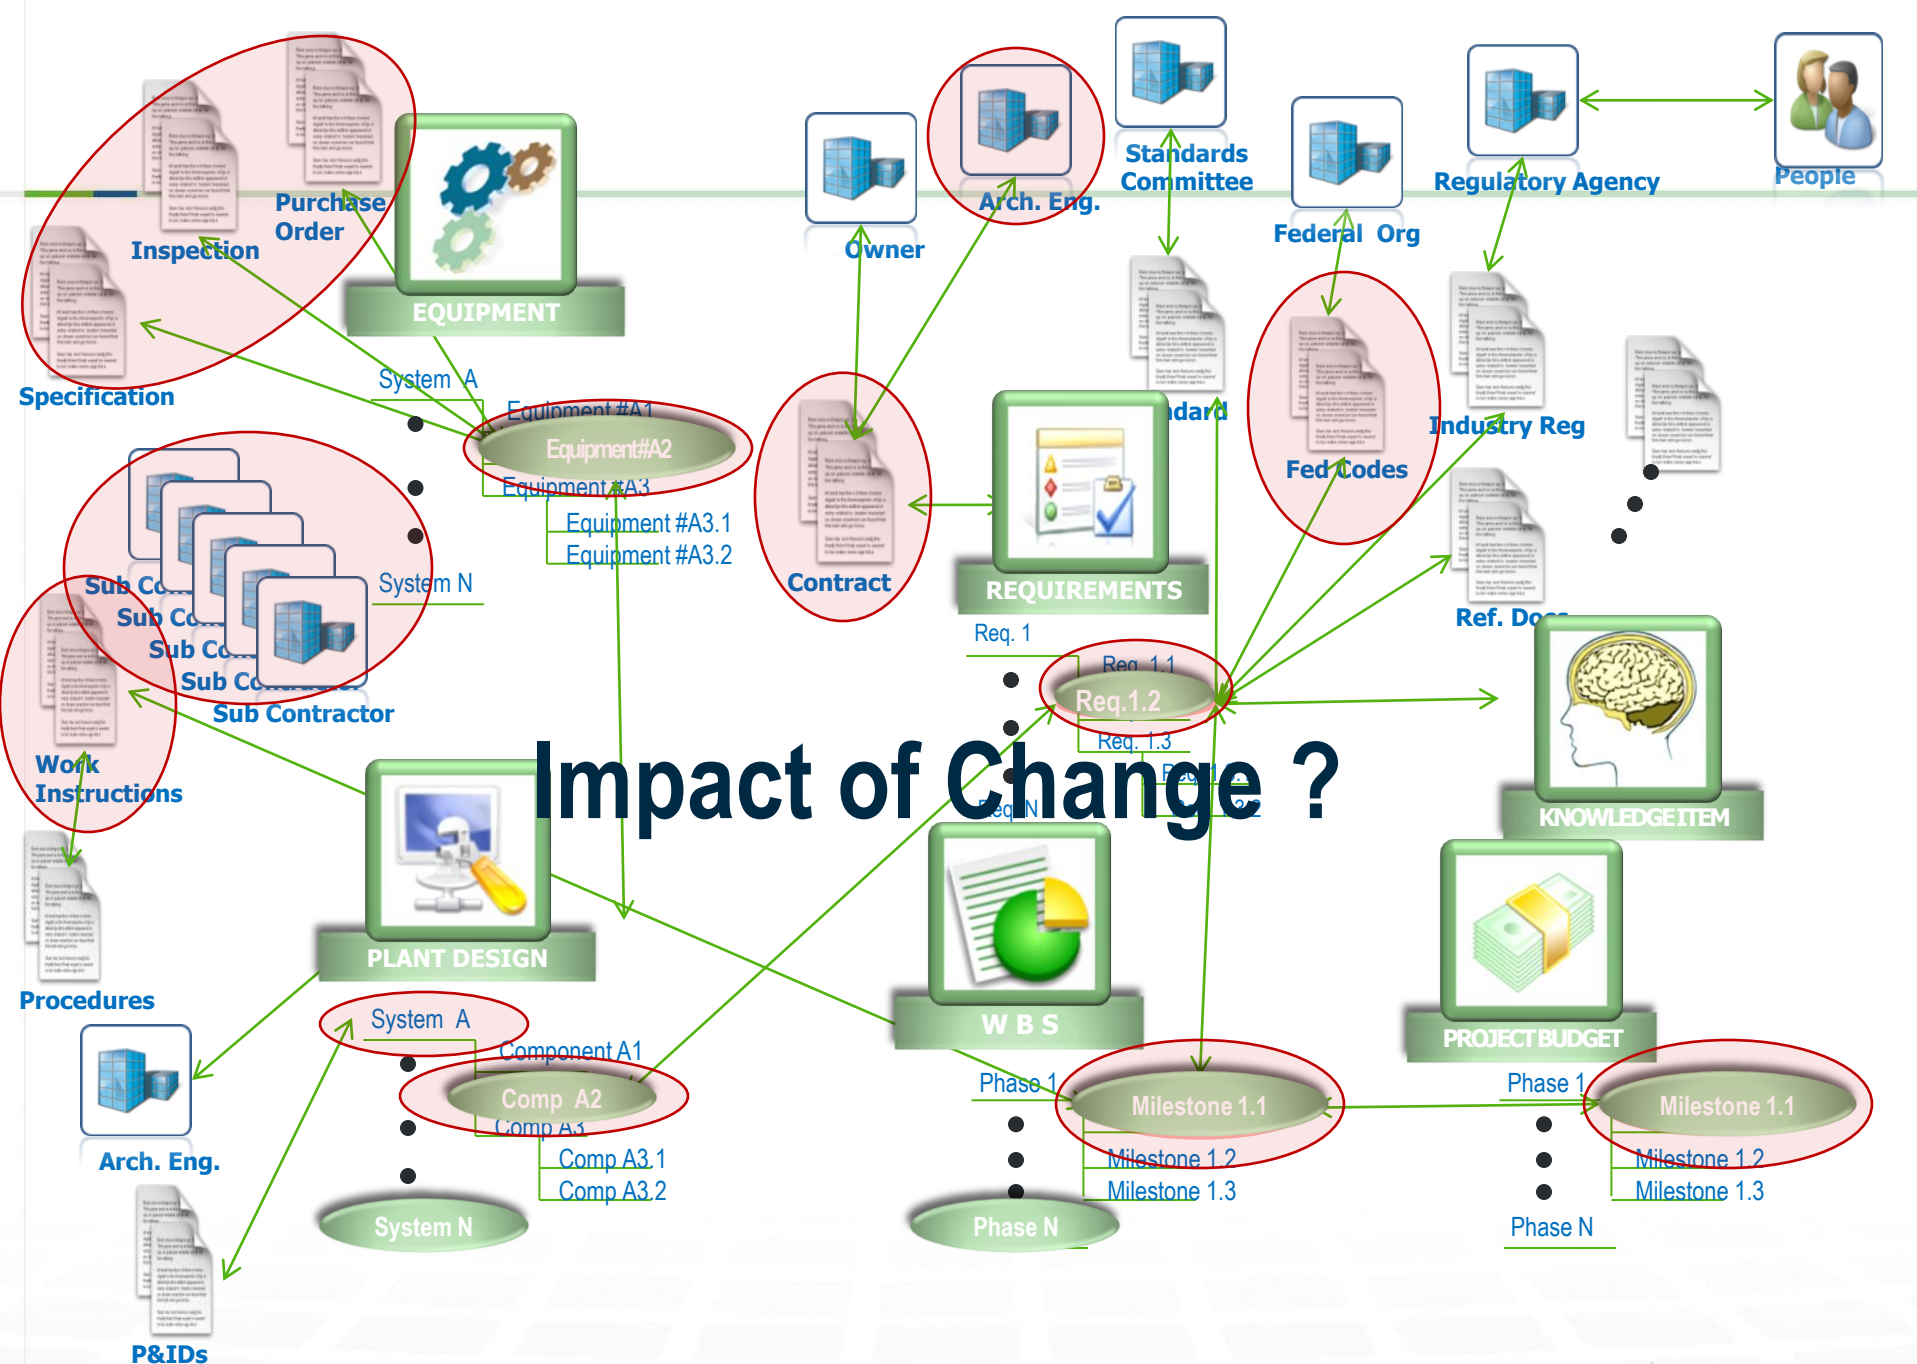 Standards
Committee
Regulatory Agency
People
Arch. Eng.
Federal Org
Owner
Purchase
Order
Inspection
Specification
EQUIPMENT
System A
Equipment #A1
Equipment#A2
Equipment #A3
Equipment #A3.1
Equipment #A3.2
System N
Industry Reg
Fed Codes
Contract
REQUIREMENTS
Ref. Docs
Req. 1
Req. 1.1
Req.1.2
Req. 1.3
Req. N
Sub Contractor
Sub Contractor
Work
Instructions
Impact of Change ?
KNOWLEDGE ITEM
PLANT DESIGN
Procedures
W B S
PROJECT BUDGET
System A
Component A1
Comp A2
Comp A3
Comp A3.1
Comp A3.2
System N
Phase 1
Milestone 1.1
Milestone 1.2
Milestone 1.3
Phase N
Phase 1
Milestone 1.1
Milestone 1.2
Milestone 1.3
Phase N
Arch. Eng.
P&IDs